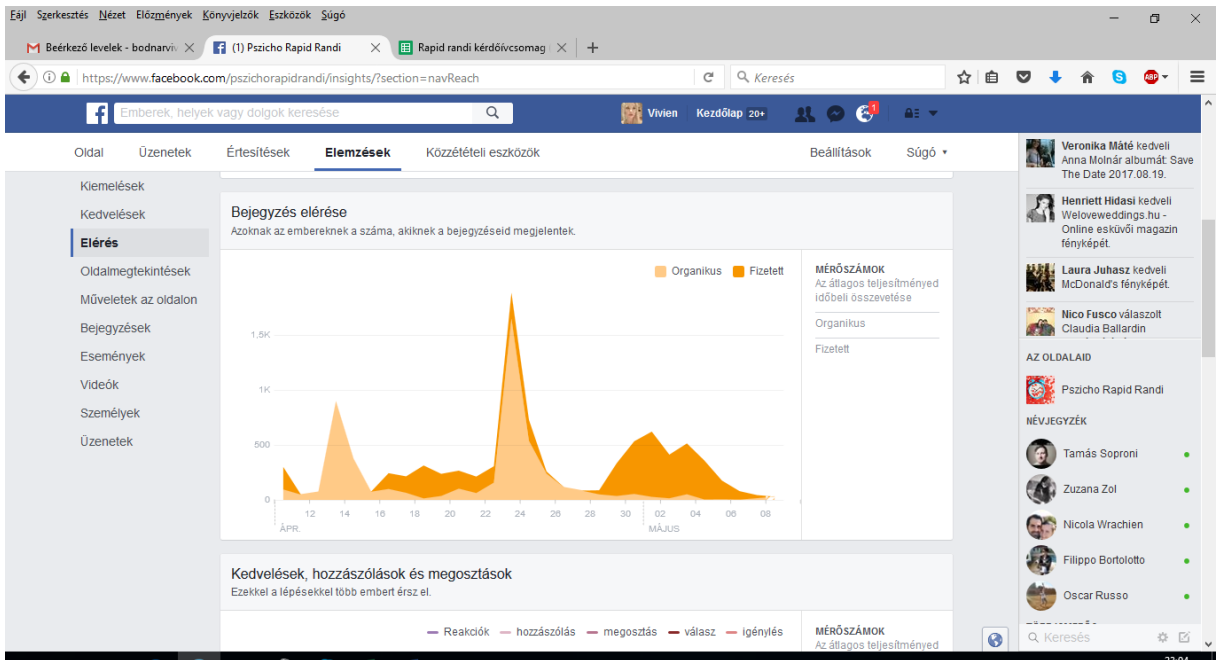 Fájl Szerkesztés Nézet Előzmények Könyvjelzők Eszközök Súgó
Beérkező levelek - bodnarviv
(1) Pszicho Rapid Randi
Rapid randi kérdőívcsomag
https://www.facebook.com/pszichorapidrandi/insights/?section=navReach
Keresés
ABP
Emberek, helyek vagy dolgok keresése
Vivien
Kezdőlap 20+
1
Oldal Üzenetek Értesítések Elemzések Közzétételi eszközök Beállítások Súgó
Kiemelések
Kedvelések
Elérés
Oldalmegtekintések
Műveletek az oldalon
Bejegyzések
Események
Videók
Személyek
Üzenetek
Bejegyzés elérése
Azoknak az embereknek a száma, akiknek a bejegyzéseid megjelentek.
Organikus Fizetett
1.5K
1K
500
0
12 14 16 18 20 22 24 26 28 30 02 04 06 08
ÁPR. MÁJUS
MÉRŐSZÁMOK
Az átlagos teljesítményed
időbeli összevetése
Organikus
Fizetett
Kedvelések, hozzászólások és megosztások
Ezekkel a lépésekkel több embert érsz el.
Reakciók hozzászólás megosztás válasz igénylés
MÉRŐSZÁMOK
Az átlagos teljesítményed
Veronika Máté kedveli
Anna Molnár albumát: Save
The Date 2017.08.19.
Henriett Hidasi kedveli
Weloveweddings.hu -
Online esküvői magazin
fényképét.
Laura Juhasz kedveli
McDonald's fényképét.
Nico Fusco válaszolt
Claudia Ballardin
AZ OLDALAID
Pszicho Rapid Randi
NÉVJEGYZÉK
Tamás Soproni
Zuzana Zol
Nicola Wrachien
Filippo Bortolotto
Oscar Russo
Keresés